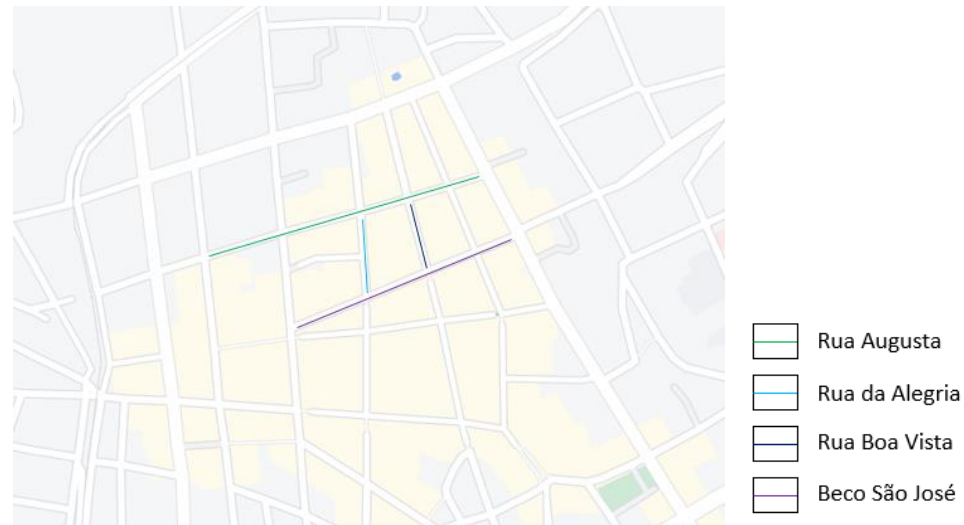 Rua Augusta
Rua da Alegria
Rua Boa Vista
Beco São José